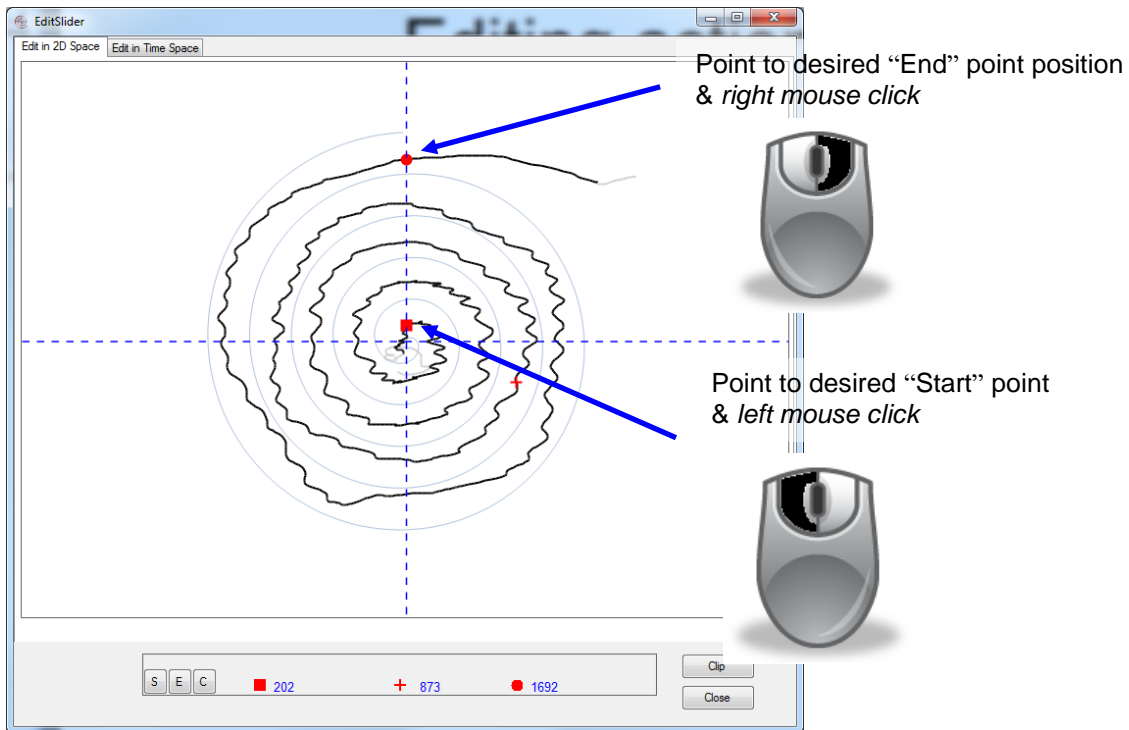 EditSlider
Edit in 2D Space
Edit in Time Space
Point to desired “End” point position
& right mouse click
Point to desired “Start” point
& left mouse click
S E C 202 873 1692
Clip
Close